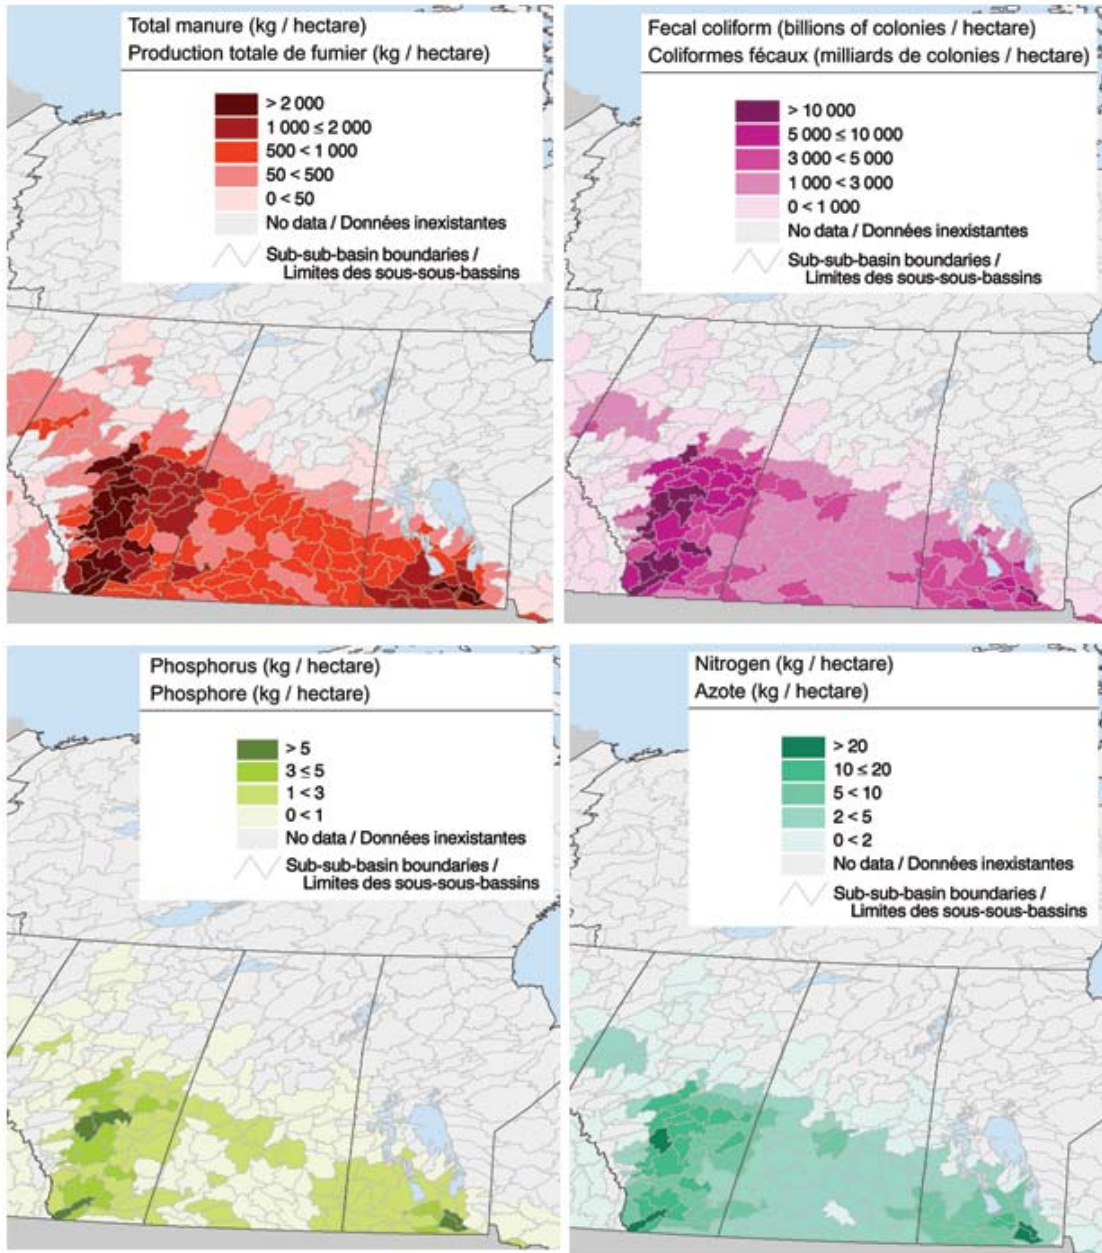 Total manure (kg / hectare)
Production totale de fumier (kg / hectare)
> 2 000
1 000 ≤ 2 000
500 < 1 000
50 < 500
0 < 50
No data / Données inexistantes
Sub-sub-basin boundaries /
Limites des sous-sous-bassins
Fecal coliform (billions of colonies / hectare)
Coliformes fécaux (milliards de colonies / hectare)
> 10 000
5 000 ≤ 10 000
3 000 < 5 000
1 000 < 3 000
0 < 1 000
No data / Données inexistantes
Sub-sub-basin boundaries /
Limites des sous-sous-bassins
Phosphorus (kg / hectare)
Phosphore (kg / hectare)
> 5
3 ≤ 5
1 < 3
0 < 1
No data / Données inexistantes
Sub-sub-basin boundaries /
Limites des sous-sous-bassins
Nitrogen (kg / hectare)
Azote (kg / hectare)
> 20
10 ≤ 20
5 < 10
2 < 5
0 < 2
No data / Données inexistantes
Sub-sub-basin boundaries /
Limites des sous-sous-bassins